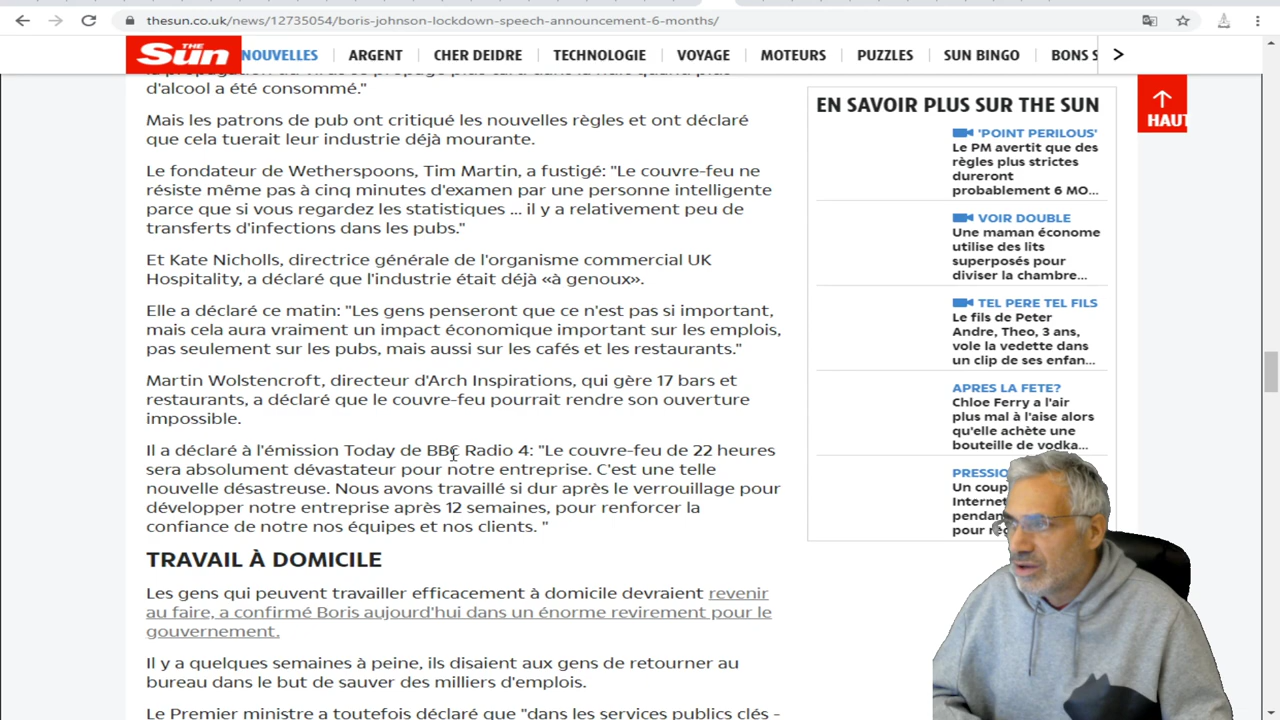 thesun.co.uk/news/12735054/boris-johnson-lockdown-speech-announcement-6-months/
THE Sun
NOUVELLES ARGENT CHER DEIDRE TECHNOLOGIE VOYAGE MOTEURS PUZZLES SUN BINGO BONS S
d'alcool a été consommé."
Mais les patrons de pub ont critiqué les nouvelles règles et ont déclaré
que cela tuerait leur industrie déjà mourante.
Le fondateur de Wetherspoons, Tim Martin, a fustigé: "Le couvre-feu ne
résiste même pas à cinq minutes d'examen par une personne intelligente
parce que si vous regardez les statistiques ... il y a relativement peu de
transferts d'infections dans les pubs."
Et Kate Nicholls, directrice générale de l'organisme commercial UK
Hospitality, a déclaré que l'industrie était déjà «à genoux».
Elle a déclaré ce matin: "Les gens penseront que ce n'est pas si important,
mais cela aura vraiment un impact économique important sur les emplois,
pas seulement sur les pubs, mais aussi sur les cafés et les restaurants."
Martin Wolstencroft, directeur d'Arch Inspirations, qui gère 17 bars et
restaurants, a déclaré que le couvre-feu pourrait rendre son ouverture
impossible.
Il a déclaré à l'émission Today de BBC Radio 4: "Le couvre-feu de 22 heures
sera absolument dévastateur pour notre entreprise. C'est une telle
nouvelle désastreuse. Nous avons travaillé si dur après le verrouillage pour
développer notre entreprise après 12 semaines, pour renforcer la
confiance de notre nos équipes et nos clients. "
TRAVAIL À DOMICILE
Les gens qui peuvent travailler efficacement à domicile devraient revenir
au faire, a confirmé Boris aujourd'hui dans un énorme revirement pour le
gouvernement.
Il y a quelques semaines à peine, ils disaient aux gens de retourner au
bureau dans le but de sauver des milliers d'emplois.
Le Premier ministre a toutefois déclaré que "dans les services publics clés -
EN SAVOIR PLUS SUR THE SUN
'POINT PERILOUS'
Le PM avertit que des
règles plus strictes
dureront
probablement 6 MO...
VOIR DOUBLE
Une maman économe
utilise des lits
superposés pour
diviser la chambre...
TEL PERE TEL FILS
Le fils de Peter
Andre, Theo, 3 ans,
vole la vedette dans
un clip de ses enfan...
APRES LA FETE?
Chloe Ferry a l'air
plus mal à l'aise alors
qu'elle achète une
bouteille de vodka...
PRESSIO
Un coup
Internet
pendan
pour
HAUT